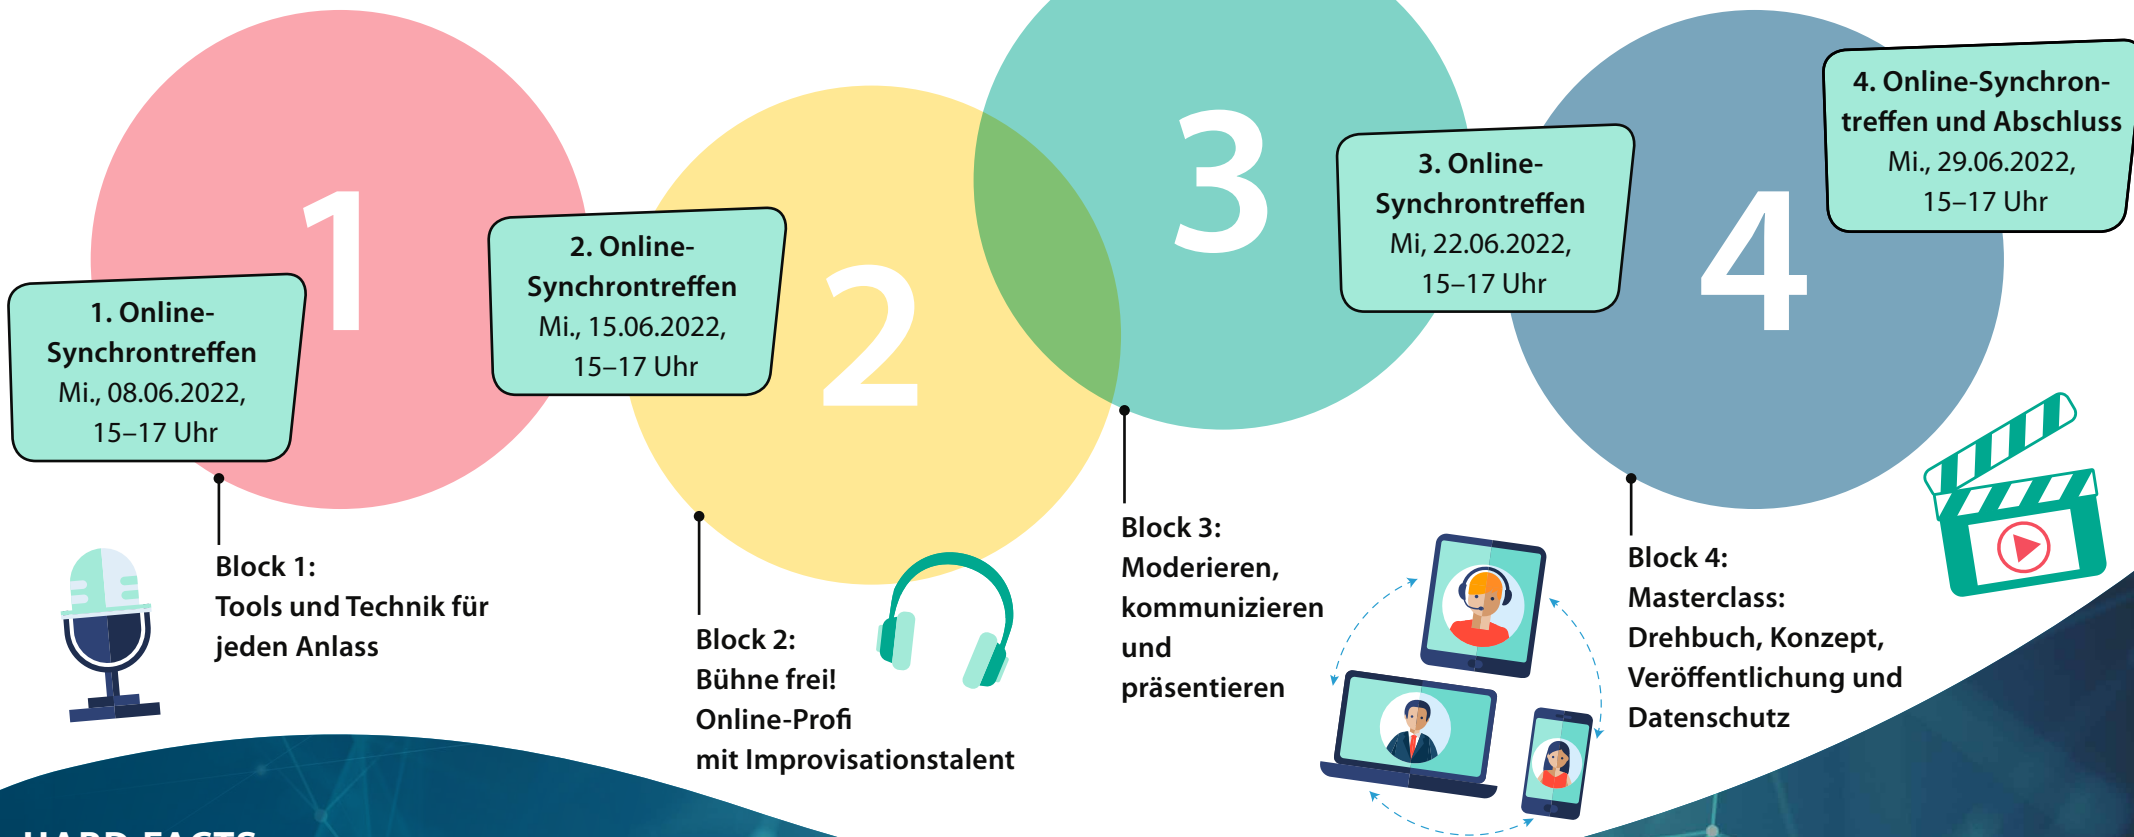 1
1. Online-
Synchrontreffen
Mi., 08.06.2022,
15–17 Uhr
Block 1:
Tools und Technik für
jeden Anlass
2
2. Online-
Synchrontreffen
Mi., 15.06.2022,
15–17 Uhr
Block 2:
Bühne frei!
Online-Profi
mit Improvisationstalent
3
3. Online-
Synchrontreffen
Mi, 22.06.2022,
15–17 Uhr
Block 3:
Moderieren,
kommunizieren
und
präsentieren
4
4. Online-Synchron-
treffen und Abschluss
Mi., 29.06.2022,
15–17 Uhr
Block 4:
Masterclass:
Drehbuch, Konzept,
Veröffentlichung und
Datenschutz
HARD FACTS